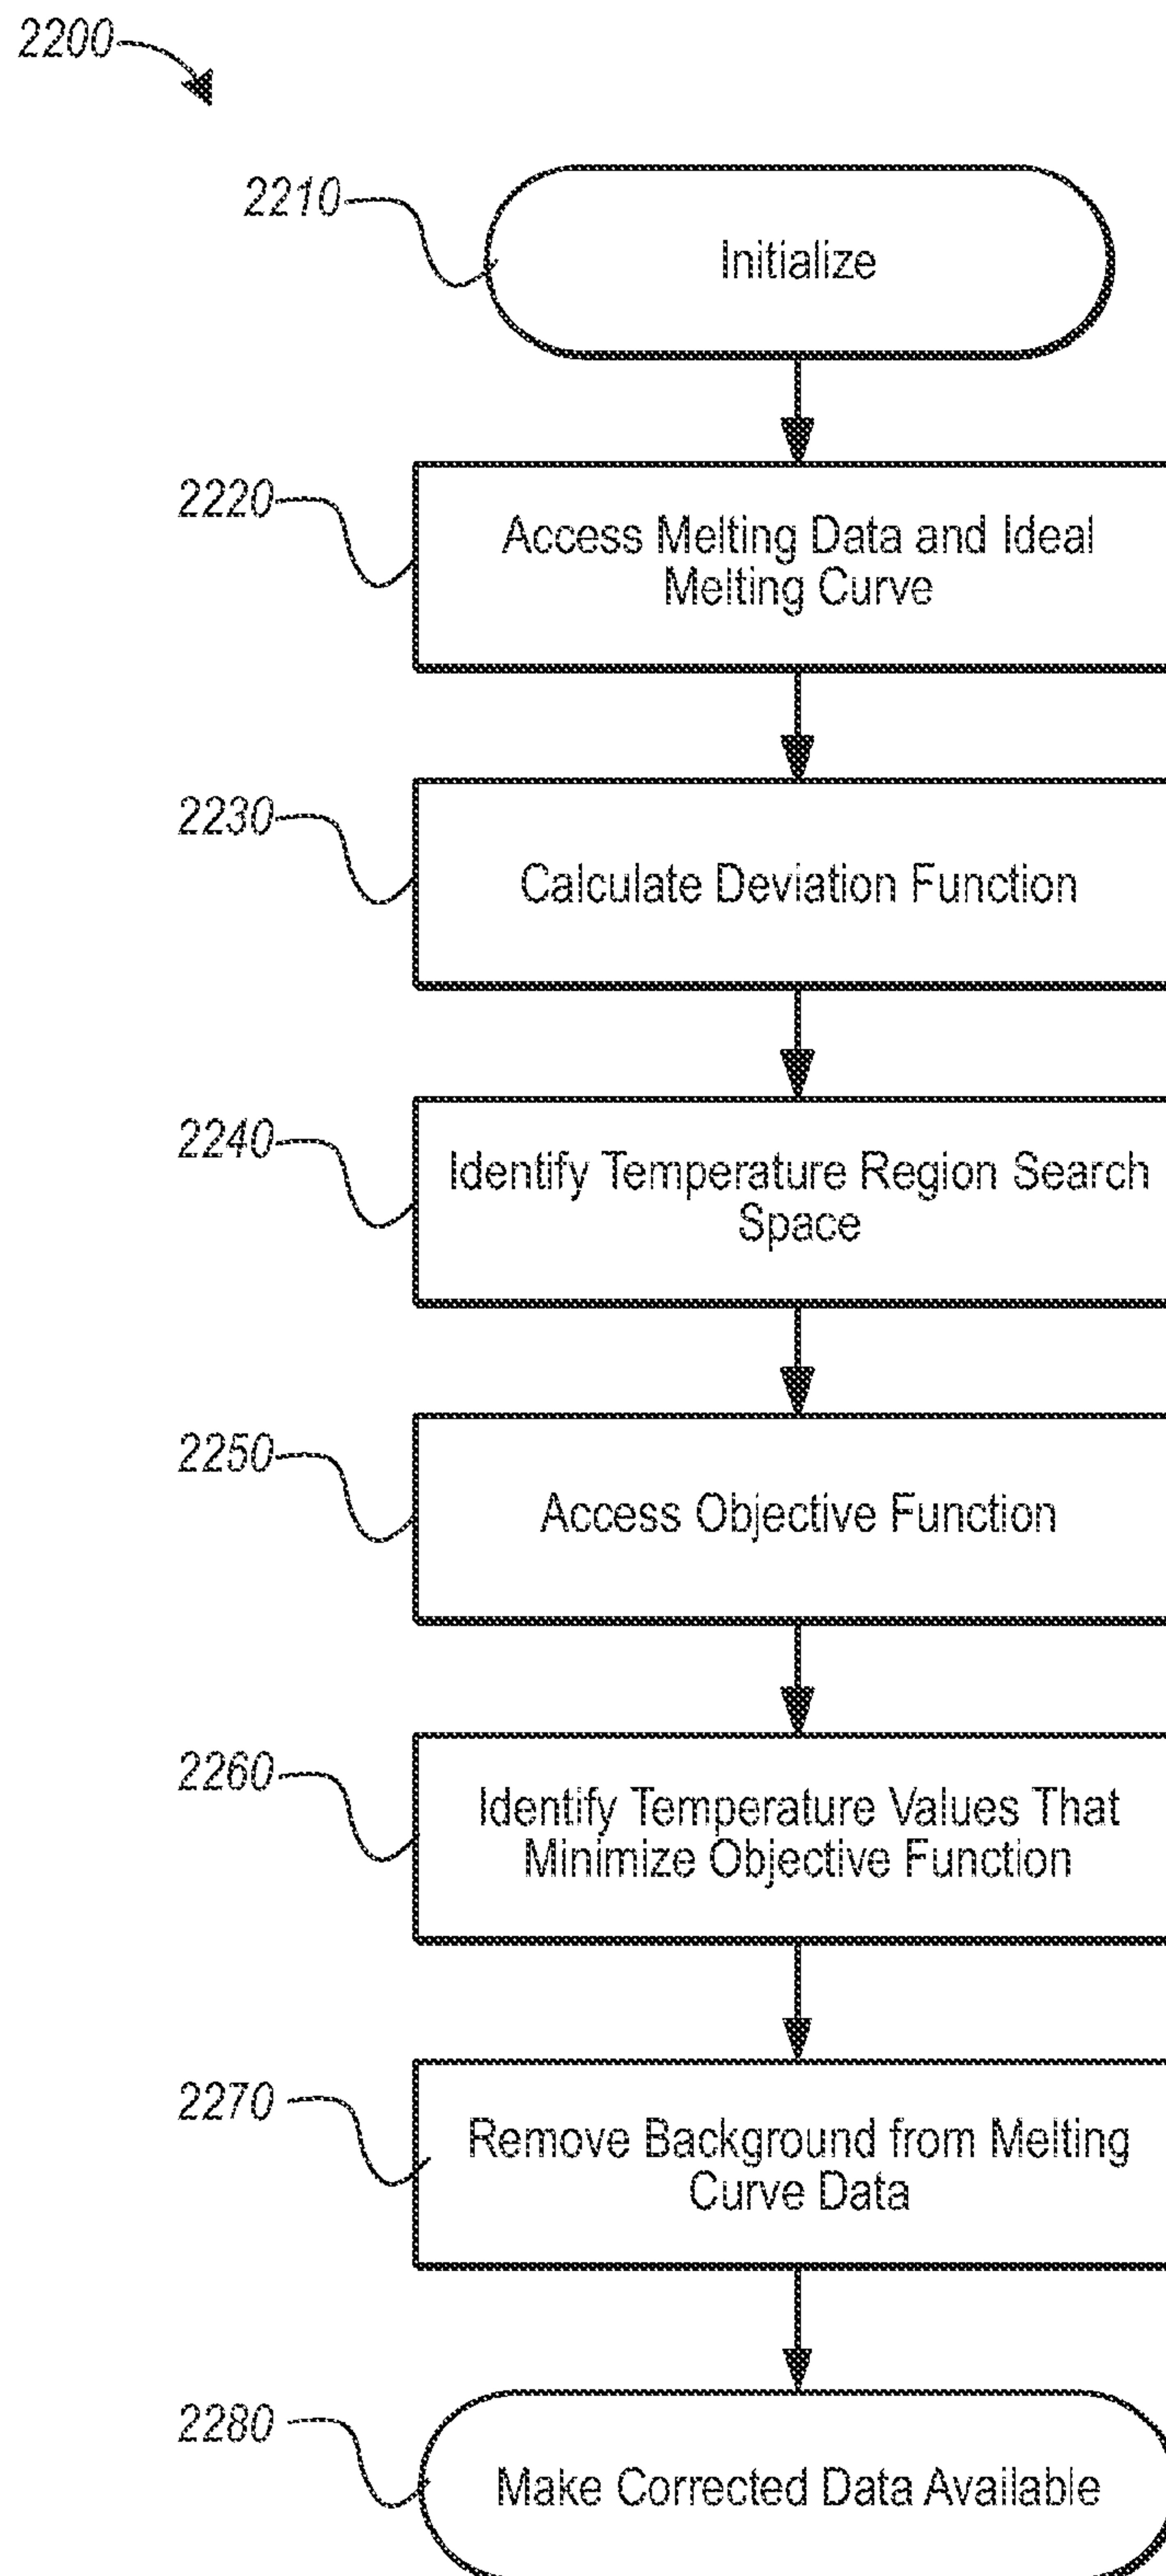 2200
2210
Initialize
2220
Access Melting Data and Ideal
Melting Curve
2230
Calculate Deviation Function
2240
Identify Temperature Region Search
Space
2250
Access Objective Function
2260
Identify Temperature Values That
Minimize Objective Function
2270
Remove Background from Melting
Curve Data
2280
Make Corrected Data Available